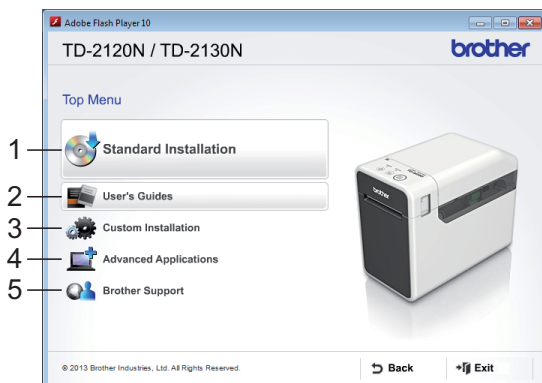 Adobe Flash Player 10
TD-2120N / TD-2130N
brother
Top Menu
1
Standard Installation
2
User's Guides
3
Custom Installation
4
Advanced Applications
5
Brother Support
brother
© 2013 Brother Industries, Ltd. All Rights Reserved.
Back
Exit